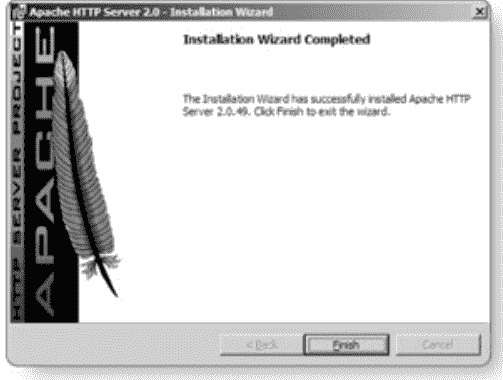 Apache HTTP Server 2.0 - Installation Wizard
HTTP SERVER PROJECT
APACHE
Installation Wizard Completed
The Installation Wizard has successfully installed Apache HTTP
Server 2.0.49. Click Finish to exit the wizard.
< Back
Finish
Cancel